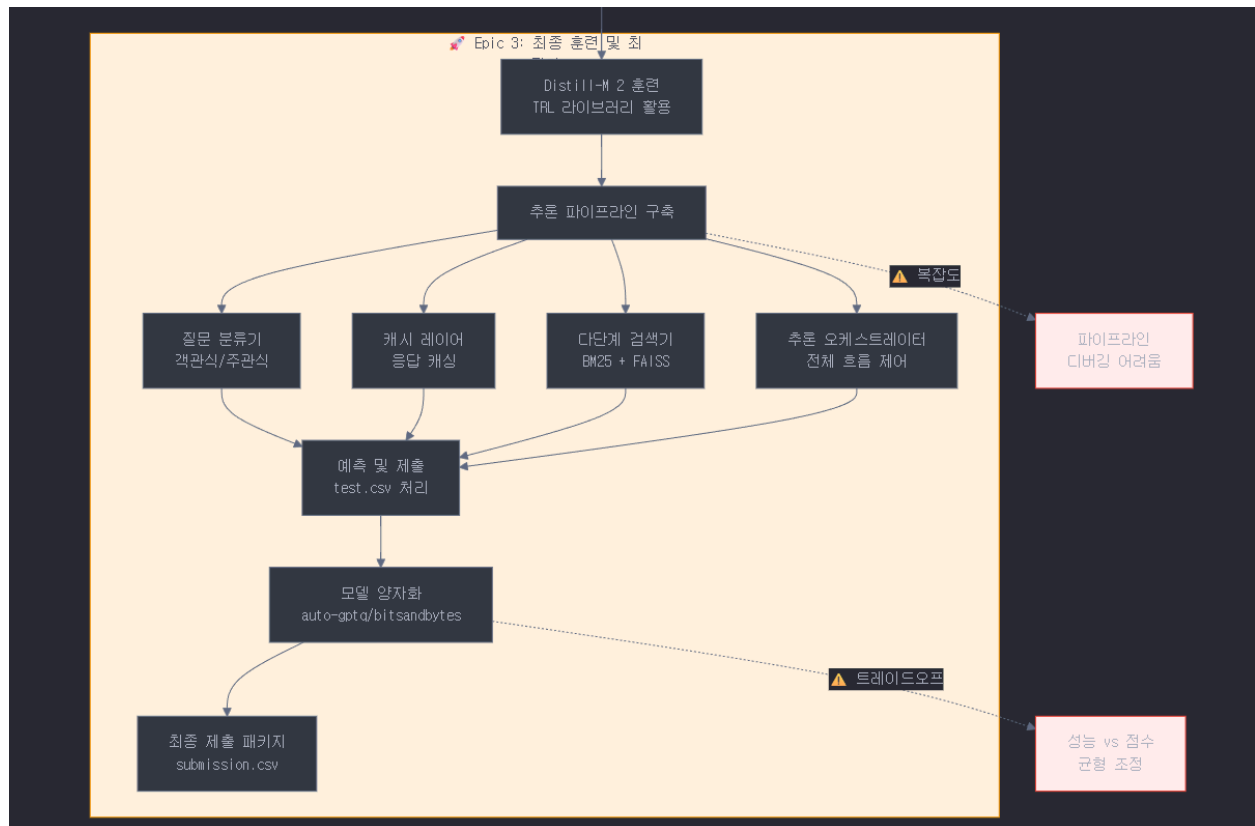 🚀 Epic 3: 최종 훈련 및 최
Distill-M 2 훈련
TRL 라이브러리 활용
추론 파이프라인 구축
⚠ 복잡도
질문 분류기
객관식/주관식
캐시 레이어
응답 캐싱
다단계 검색기
BM25 + FAISS
추론 오케스트레이터
전체 흐름 제어
파이프라인
디버깅 어려움
예측 및 제출
test.csv 처리
모델 양자화
auto-gptq/bitsandbytes
⚠ 트레이드오프
최종 제출 패키지
submission.csv
성능 vs 점수
균형 조정